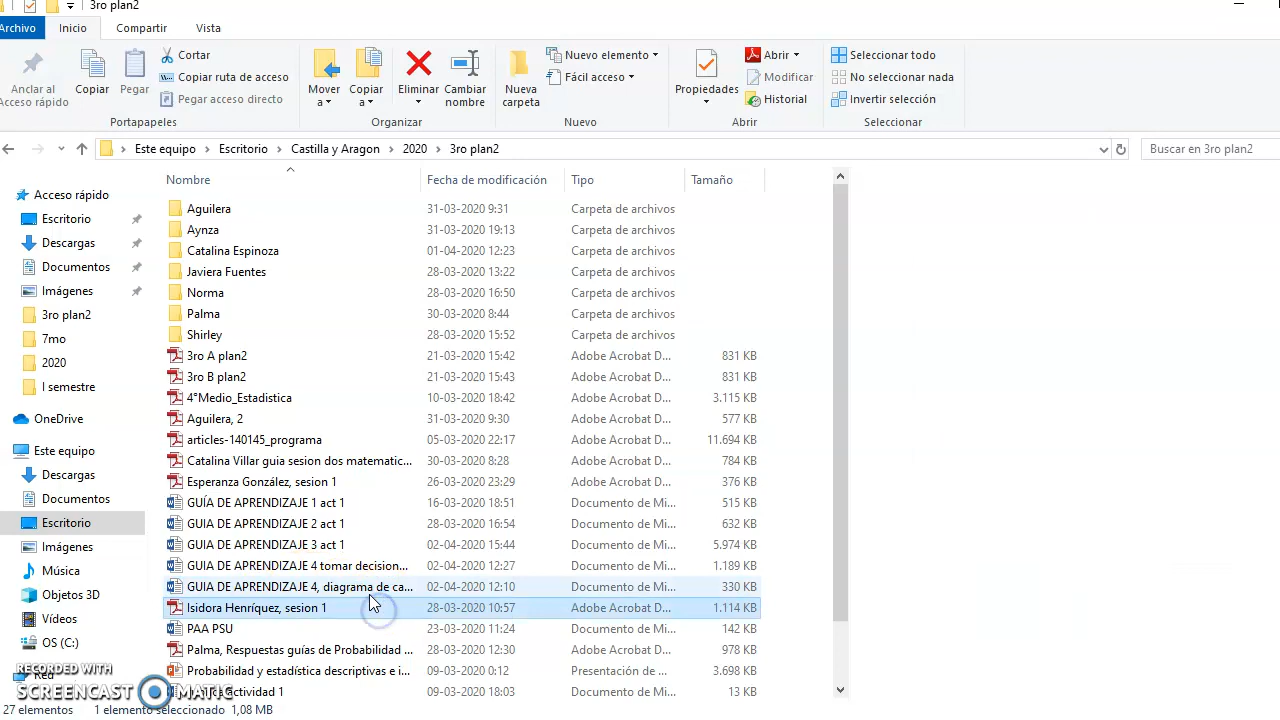 3ro plan2
Archivo Inicio Compartir Vista
Anclar al Acceso rápido
Copiar
Pegar
Cortar
Copiar ruta de acceso
Pegar acceso directo
Portapapeles
Mover a
Copiar a
Eliminar
Cambiar nombre
Organizar
Nueva carpeta
Nuevo elemento
Fácil acceso
Nuevo
Propiedades
Abrir
Modificar
Historial
Abrir
Seleccionar todo
No seleccionar nada
Invertir selección
Seleccionar
Este equipo > Escritorio > Castilla y Aragon > 2020 > 3ro plan2
Buscar en 3ro plan2
Acceso rápido
Escritorio
Descargas
Documentos
Imágenes
3ro plan2
7mo
2020
I semestre
OneDrive
Este equipo
Descargas
Documentos
Escritorio
Imágenes
Música
Objetos 3D
Vídeos
OS (C:)
Red
Nombre Fecha de modificación Tipo Tamaño
Aguilera 31-03-2020 9:31 Carpeta de archivos
Aynza 31-03-2020 19:13 Carpeta de archivos
Catalina Espinoza 01-04-2020 12:23 Carpeta de archivos
Javiera Fuentes 28-03-2020 13:22 Carpeta de archivos
Norma 28-03-2020 16:50 Carpeta de archivos
Palma 30-03-2020 8:44 Carpeta de archivos
Shirley 28-03-2020 15:52 Carpeta de archivos
3ro A plan2 21-03-2020 15:42 Adobe Acrobat D... 831 KB
3ro B plan2 21-03-2020 15:43 Adobe Acrobat D... 831 KB
4°Medio_Estadistica 10-03-2020 18:42 Adobe Acrobat D... 3.115 KB
Aguilera, 2 31-03-2020 9:30 Adobe Acrobat D... 577 KB
articles-140145_programa 05-03-2020 22:17 Adobe Acrobat D... 11.694 KB
Catalina Villar guia sesion dos matematic... 30-03-2020 8:28 Adobe Acrobat D... 784 KB
Esperanza González, sesion 1 26-03-2020 23:29 Adobe Acrobat D... 376 KB
GUÍA DE APRENDIZAJE 1 act 1 16-03-2020 18:51 Documento de Mi... 515 KB
GUIA DE APRENDIZAJE 2 act 1 28-03-2020 16:54 Documento de Mi... 632 KB
GUIA DE APRENDIZAJE 3 act 1 02-04-2020 15:44 Documento de Mi... 5.974 KB
GUIA DE APRENDIZAJE 4 tomar decision... 02-04-2020 12:27 Documento de Mi... 1.189 KB
GUIA DE APRENDIZAJE 4, diagrama de ca... 02-04-2020 12:10 Documento de Mi... 330 KB
Isidora Henríquez, sesion 1 28-03-2020 10:57 Adobe Acrobat D... 1.114 KB
PAA PSU 23-03-2020 11:24 Documento de Mi... 142 KB
Palma, Respuestas guías de Probabilidad ... 28-03-2020 12:30 Adobe Acrobat D... 978 KB
Probabilidad y estadística descriptivas e i... 09-03-2020 0:12 Presentación de... 3.698 KB
Actividad 1 09-03-2020 18:03 Documento de Mi... 13 KB
RECORDED WITH
SCREENCAST MATIC
27 elementos 1 elemento seleccionado 1,08 MB